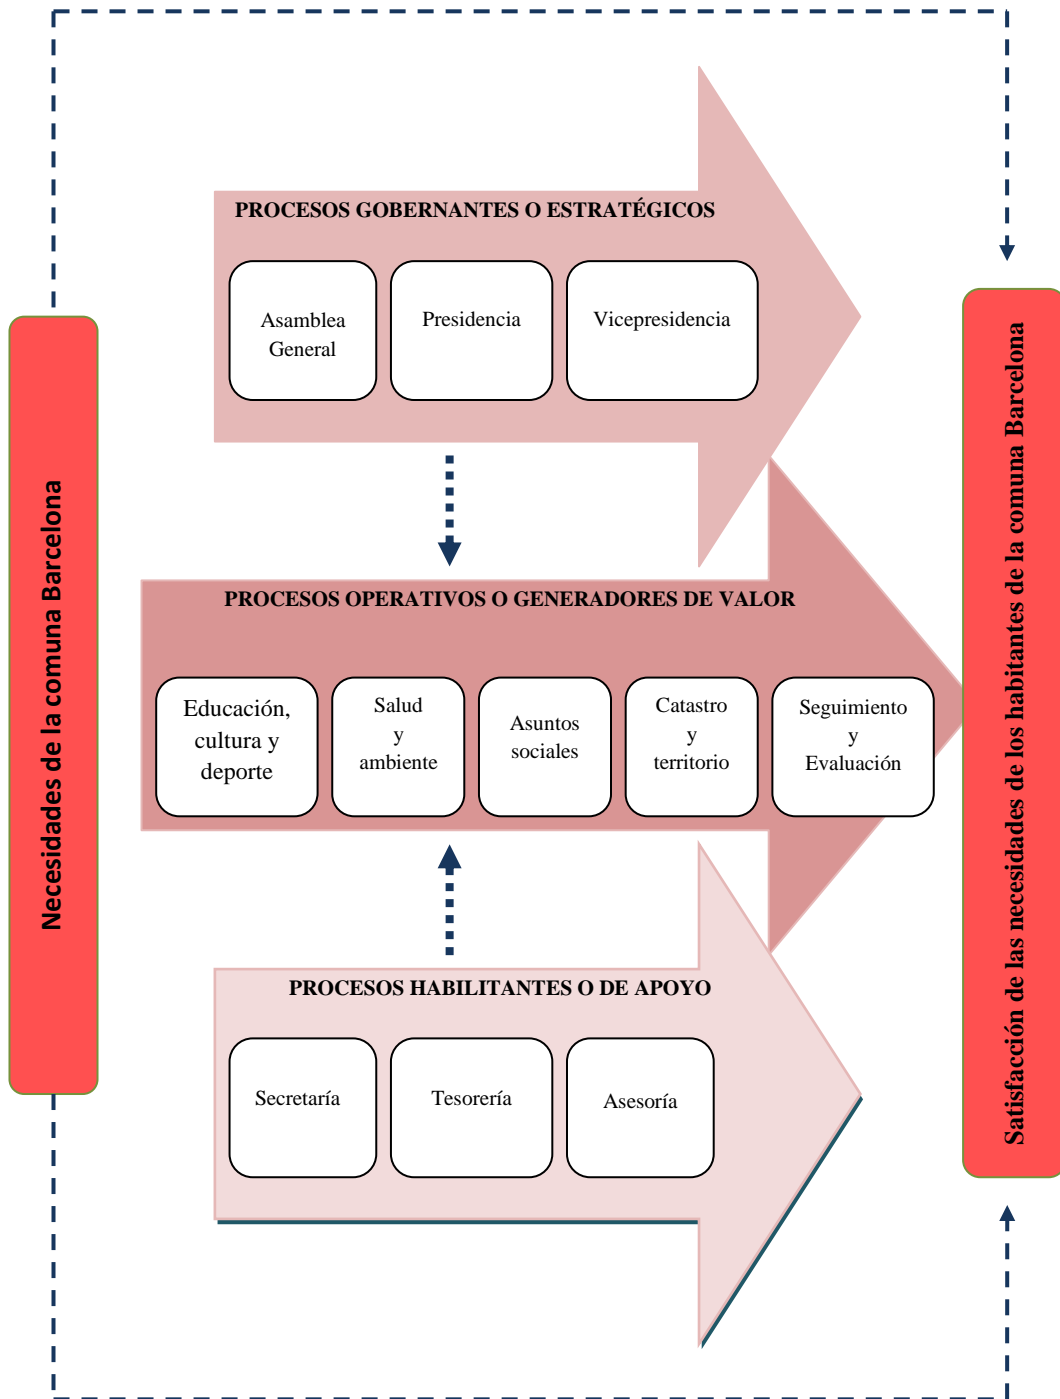 PROCESOS GOBERNANTES O ESTRATÉGICOS
Asamblea
General
Presidencia
Vicepresidencia
Necesidades de la comuna Barcelona
Satisfacción de las necesidades de los habitantes de la comuna Barcelona
PROCESOS OPERATIVOS O GENERADORES DE VALOR
Educación,
cultura y
deporte
Salud
y
ambiente
Asuntos
sociales
Catastro
y
territorio
Seguimiento
y
Evaluación
PROCESOS HABILITANTES O DE APOYO
Secretaría
Tesorería
Asesoría